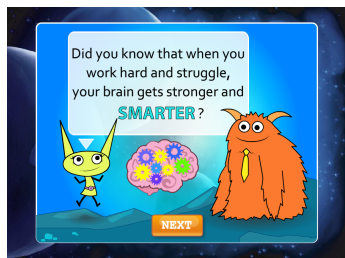 Did you know that when you
work hard and struggle,
your brain gets stronger and
SMARTER?
NEXT